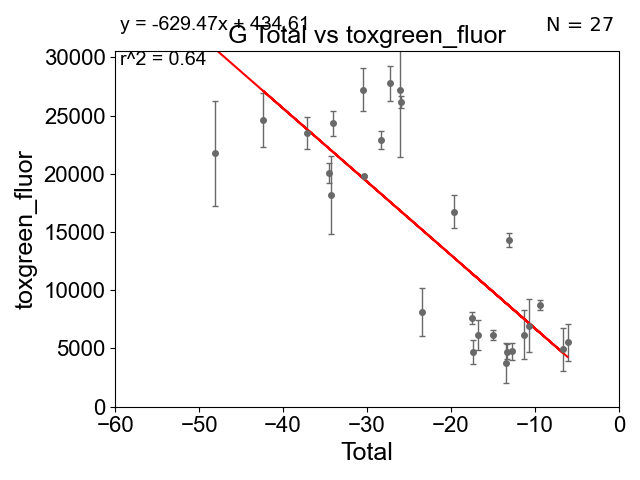 y = -629.47x + 434.61
N = 27
G Total vs toxgreen_fluor
r^2 = 0.64
30000
25000
20000
15000
10000
5000
0
toxgreen_fluor
−60 −50 −40 −30 −20 −10 0
Total